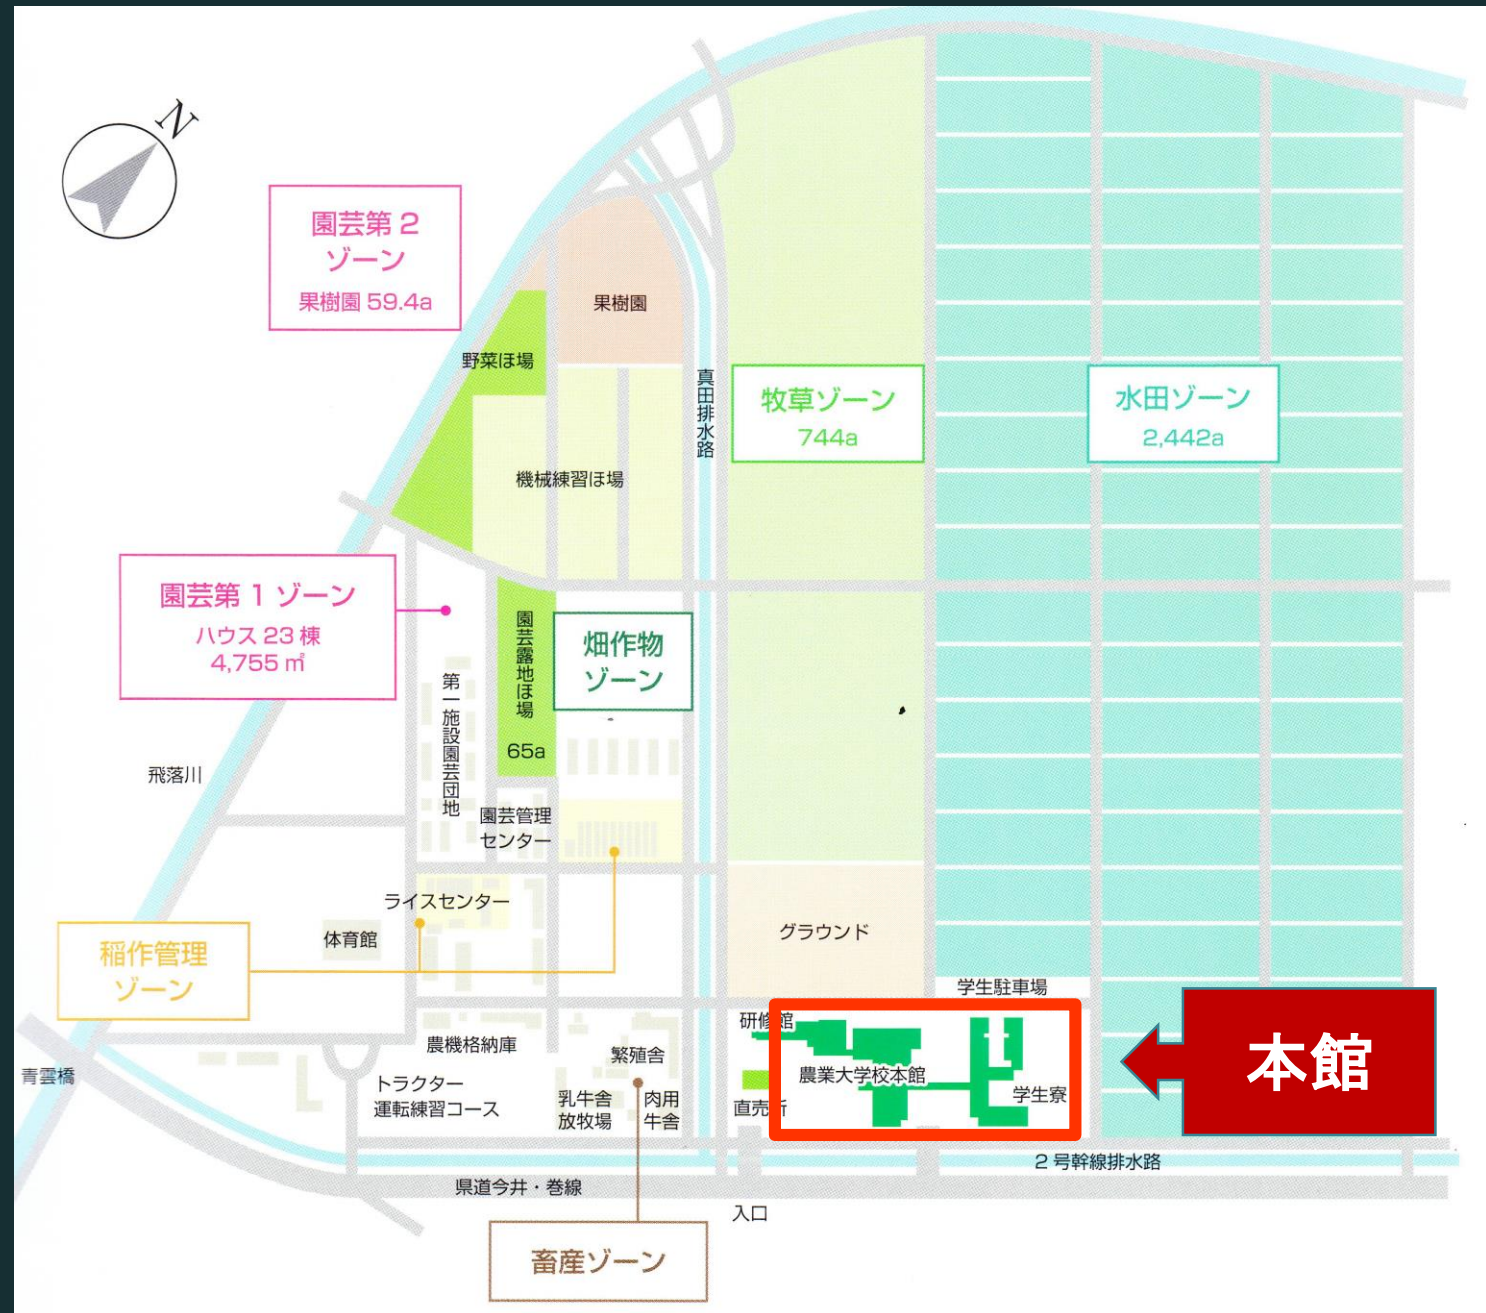 N
園芸第2
ゾーン
果樹園 59.4a
果樹園
野菜ほ場
真田排水路
牧草ゾーン
744a
水田ゾーン
2,442a
機械練習ほ場
園芸第1ゾーン
ハウス23棟
4,755㎡
園芸露地ほ場
65a
畑作物
ゾーン
第一施設園芸団地
飛落川
園芸管理
センター
ライスセンター
体育館
稲作管理
ゾーン
グラウンド
学生駐車場
研修館
農業大学校本館
学生寮
直売所
本館
農機格納庫
繁殖舎
トラクター
運転練習コース
乳牛舎
放牧場
肉用
牛舎
青雲橋
2号幹線排水路
県道今井・巻線
入口
畜産ゾーン